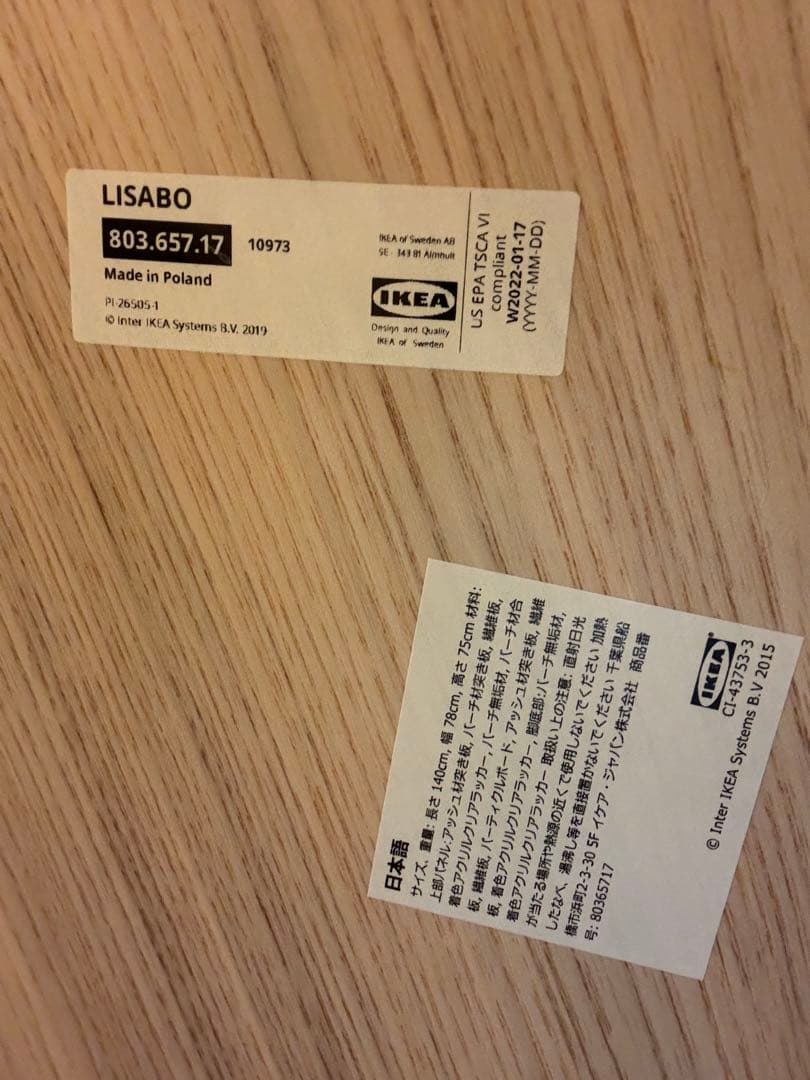 LISABO
803.657.17 10973
Made in Poland
PI-26505-1
© Inter IKEA Systems B.V. 2019
IKEA of Sweden AB
SE - 343 81 Älmhult
IKEA
Design and Quality
IKEA of Sweden
US EPA TSCA VI
compliant
W2022-01-17
(YYYY-MM-DD)
日本語
サイズ、重量: 長さ 140cm, 幅 78cm, 高さ 75cm 材料:
上部パネル:アッシュ材突き板, バーチ材突き板, 繊維板,
着色アクリルクリアラッカー, バーチ無垢材, バーチ材合
板, 繊維板, パーティクルボード, アッシュ材突き板, 繊維
板, 着色アクリルクリアラッカー, 脚底部:バーチ無垢材,
着色アクリルクリアラッカー 取扱い上の注意: 直射日光
が当たる場所や熱源の近くで使用しないでください 加熱
したなべ、湯沸し等を直接置かないでください 千葉県船
橋市浜町2-3-30 5F イケア・ジャパン株式会社 商品番
号: 80365717
IKEA®
CI-43753-3
© Inter IKEA Systems B.V 2015